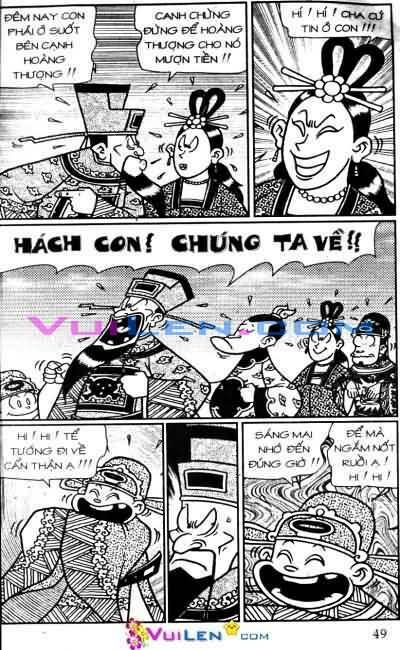 ĐÊM NAY CON
PHẢI Ở SUỐT
BÊN CẠNH
HOÀNG
THƯỢNG !!
CANH CHỪNG
ĐỪNG ĐỂ HOÀNG
THƯỢNG CHO NÓ
MƯỢN TIỀN !!
HÍ ! HÍ ! CHA CỨ
TIN Ở CON !!!
HÁCH CON! CHÚNG TA VỀ!!
VUILEN.COM
HI ! HI ! TỂ
TƯỚNG ĐI VỀ
CẨN THẬN Ạ !!!
SÁNG MAI
NHỚ ĐẾN
ĐÚNG GIỜ !!
ĐỂ MÀ
NGẮM NỐT
RUỒI Ạ !
HI ! HI !
49
VUILEN.COM